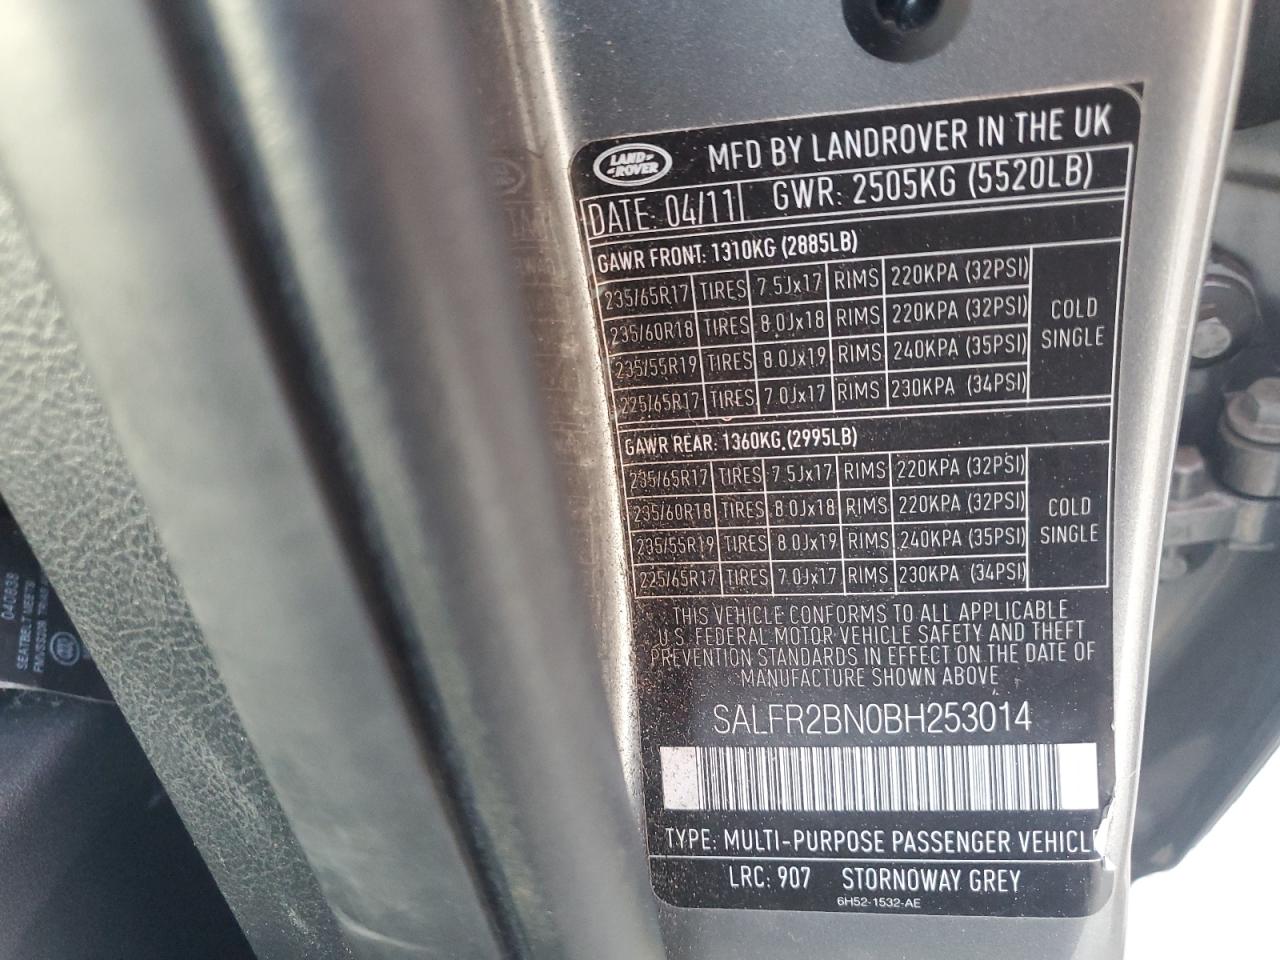 LAND ROVER
MFD BY LANDROVER IN THE UK
DATE: 04/11 GWR: 2505KG (5520LB)
GAWR FRONT: 1310KG (2885LB)
235/65R17 TIRES 7.5Jx17 RIMS 220KPA (32PSI)
235/60R18 TIRES 8.0Jx18 RIMS 220KPA (32PSI)
235/55R19 TIRES 8.0Jx19 RIMS 240KPA (35PSI)
225/65R17 TIRES 7.0Jx17 RIMS 230KPA (34PSI)
COLD
SINGLE
GAWR REAR: 1360KG (2995LB)
235/65R17 TIRES 7.5Jx17 RIMS 220KPA (32PSI)
235/60R18 TIRES 8.0Jx18 RIMS 220KPA (32PSI)
235/55R19 TIRES 8.0Jx19 RIMS 240KPA (35PSI)
225/65R17 TIRES 7.0Jx17 RIMS 230KPA (34PSI)
COLD
SINGLE
THIS VEHICLE CONFORMS TO ALL APPLICABLE
U.S. FEDERAL MOTOR VEHICLE SAFETY AND THEFT
PREVENTION STANDARDS IN EFFECT ON THE DATE OF
MANUFACTURE SHOWN ABOVE
SALFR2BN0BH253014
TYPE: MULTI-PURPOSE PASSENGER VEHICLE
LRC: 907 STORNOWAY GREY
6H52-1532-AE
040838